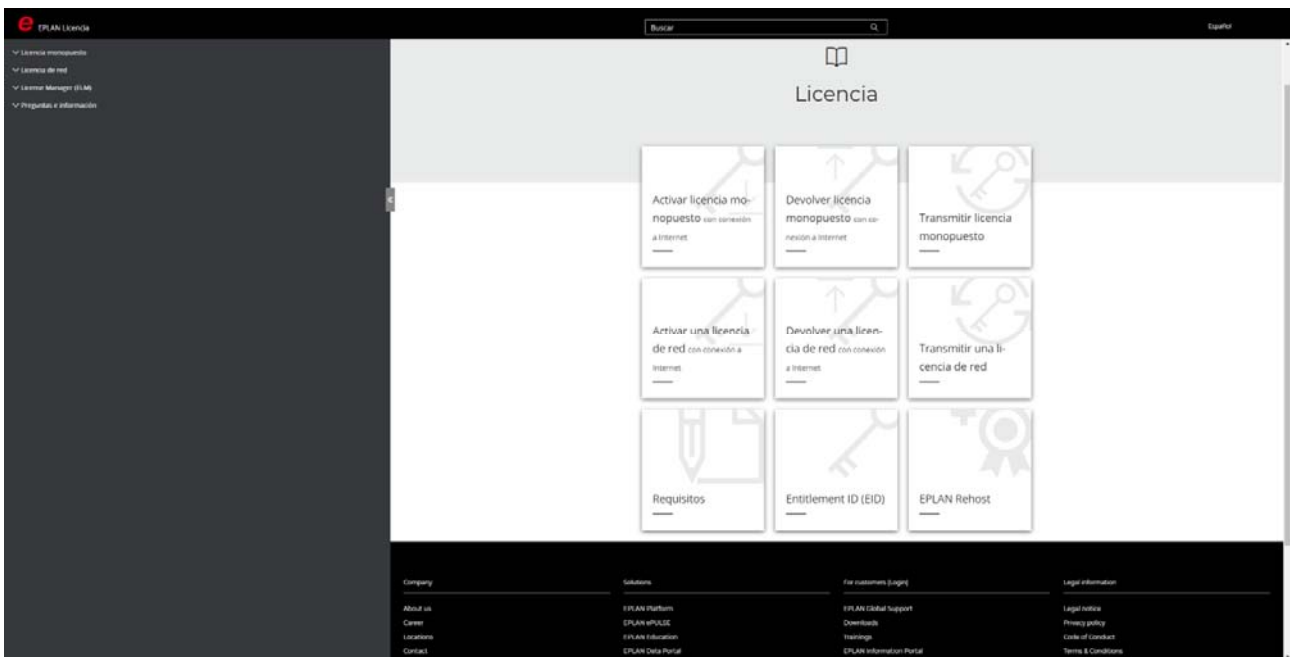 EPLAN Licencia
Buscar
Español
Licencia monopuesto
Licencia de red
License Manager (ELM)
Preguntas e información
Licencia
Activar licencia mo-
nopuesto con conexión
a Internet
Devolver licencia
monopuesto con co-
nexión a Internet
Transmitir licencia
monopuesto
Activar una licencia
de red con conexión a
Internet
Devolver una licen-
cia de red con conexión
a Internet
Transmitir una li-
cencia de red
Requisitos
Entitlement ID (EID)
EPLAN Rehost
Company
About us
Career
Locations
Contact
Solutions
EPLAN Platform
EPLAN ePULSE
EPLAN Education
EPLAN Data Portal
For customers (Login)
EPLAN Global Support
Downloads
Trainings
EPLAN Information Portal
Legal information
Legal notice
Privacy policy
Code of Conduct
Terms & Conditions